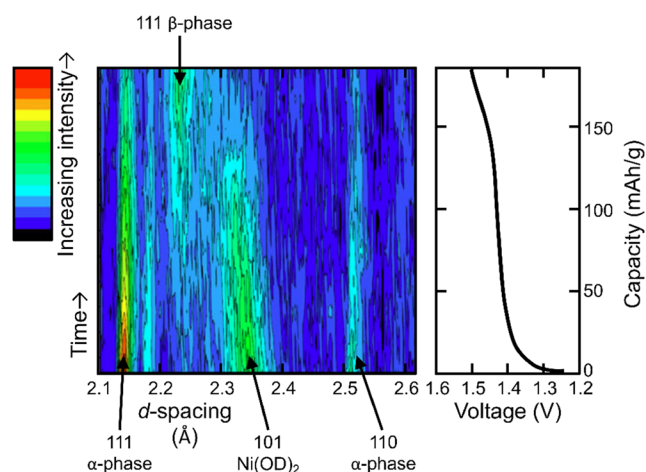 111 β-phase
Increasing intensity→
Time→
2.1 2.2 2.3 2.4 2.5 2.6
d-spacing
(Å)
111
α-phase
101
Ni(OD)2
110
α-phase
150
100
50
0
Capacity (mAh/g)
1.6 1.5 1.4 1.3 1.2
Voltage (V)